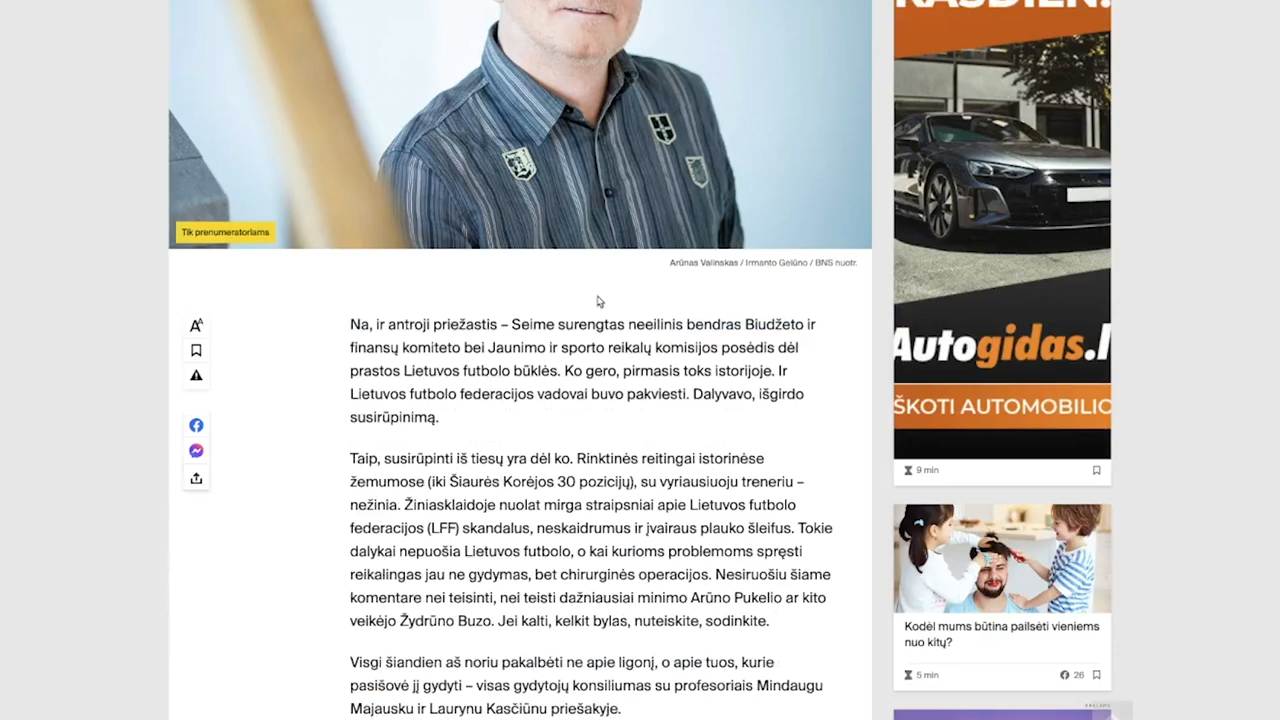 KASDIEN!
Tik prenumeratoriams
Arūnas Valinskas / Irmanto Gelūno / BNS nuotr.
Na, ir antroji priežastis – Seime surengtas neeilinis bendras Biudžeto ir
finansų komiteto bei Jaunimo ir sporto reikalų komisijos posėdis dėl
prastos Lietuvos futbolo būklės. Ko gero, pirmasis toks istorijoje. Ir
Lietuvos futbolo federacijos vadovai buvo pakviesti. Dalyvavo, išgirdo
susirūpinimą.
Taip, susirūpinti iš tiesų yra dėl ko. Rinktinės reitingai istorinėse
žemumose (iki Šiaurės Korėjos 30 pozicijų), su vyriausiuoju treneriu –
nežinia. Žiniasklaidoje nuolat mirga straipsniai apie Lietuvos futbolo
federacijos (LFF) skandalus, neskaidrumus ir įvairaus plauko šleifus. Tokie
dalykai nepuošia Lietuvos futbolo, o kai kurioms problemoms spręsti
reikalingas jau ne gydymas, bet chirurginės operacijos. Nesiruošiu šiame
komentare nei teisinti, nei teisti dažniausiai minimo Arūno Pukelio ar kito
veikėjo Žydrūno Buzo. Jei kalti, kelkit bylas, nuteiskite, sodinkite.
Visgi šiandien aš noriu pakalbėti ne apie ligonį, o apie tuos, kurie
pasišovė jį gydyti – visas gydytojų konsiliumas su profesoriais Mindaugu
Majausku ir Laurynu Kasčiūnu priešakyje.
Autogidas.l
ŠKOTI AUTOMOBILIO
9 min
Kodėl mums būtina pailsėti vieniems
nuo kitų?
5 min
26
REKLAMA